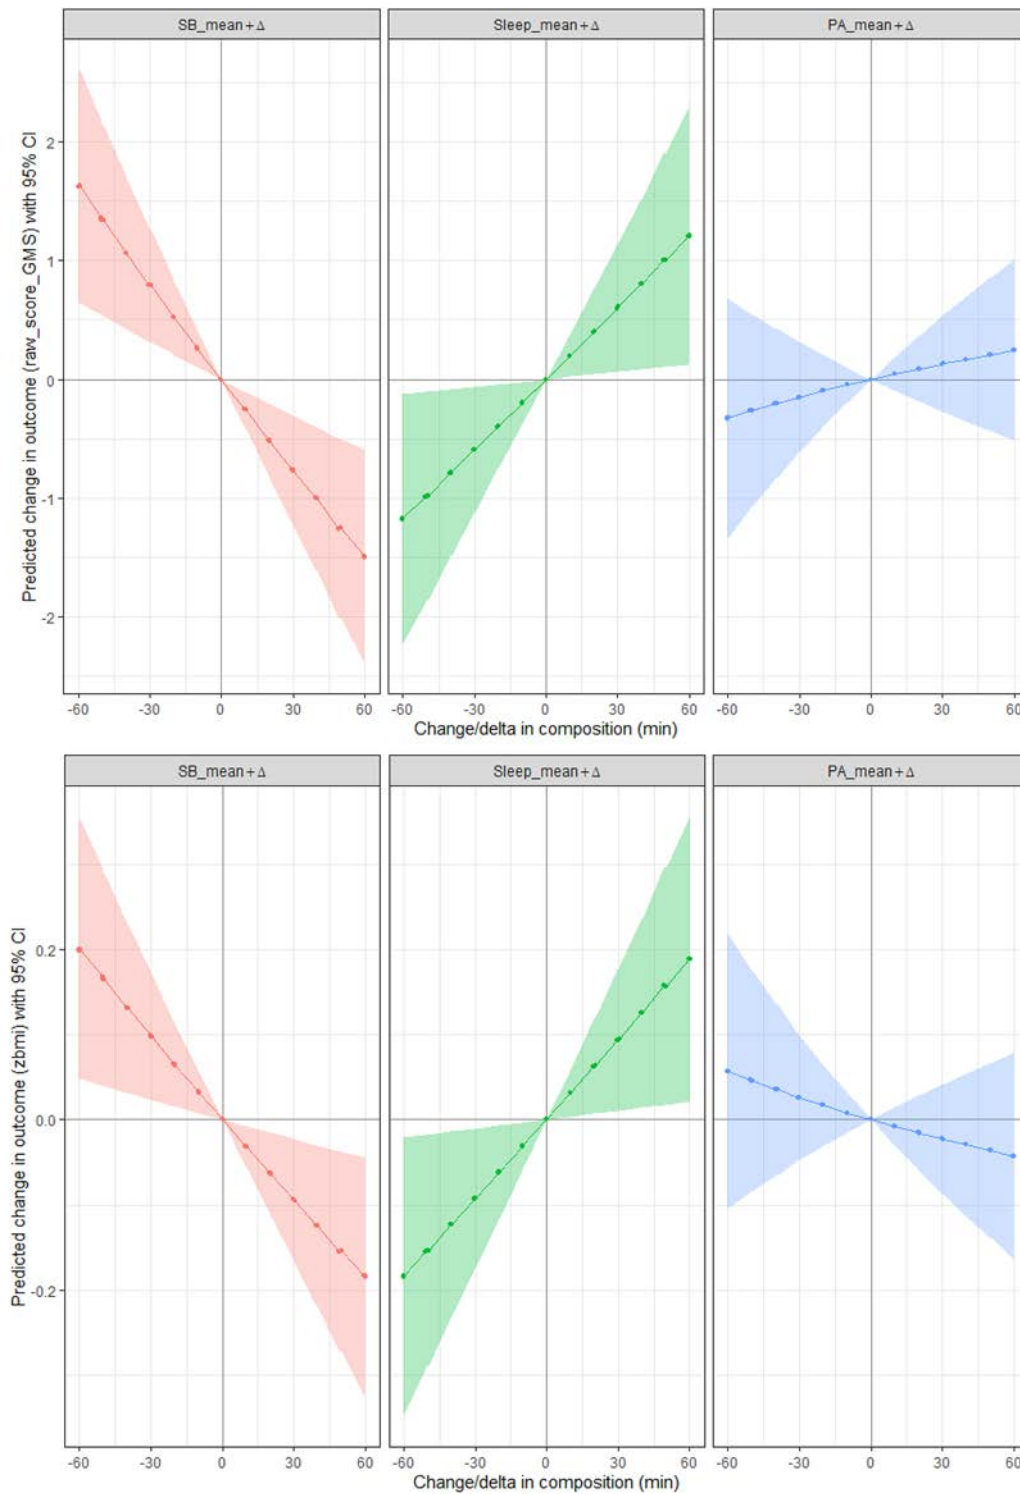 SB_mean+Δ
Sleep_mean+Δ
PA_mean+Δ
Predicted change in outcome (raw_score_GMS) with 95% CI
2
1
0
-1
-2
-60 -30 0 30 60
-60 -30 0 30 60
-60 -30 0 30 60
Change/delta in composition (min)
SB_mean+Δ
Sleep_mean+Δ
PA_mean+Δ
Predicted change in outcome (zbmi) with 95% CI
0.2
0.0
-0.2
-60 -30 0 30 60
-60 -30 0 30 60
-60 -30 0 30 60
Change/delta in composition (min)